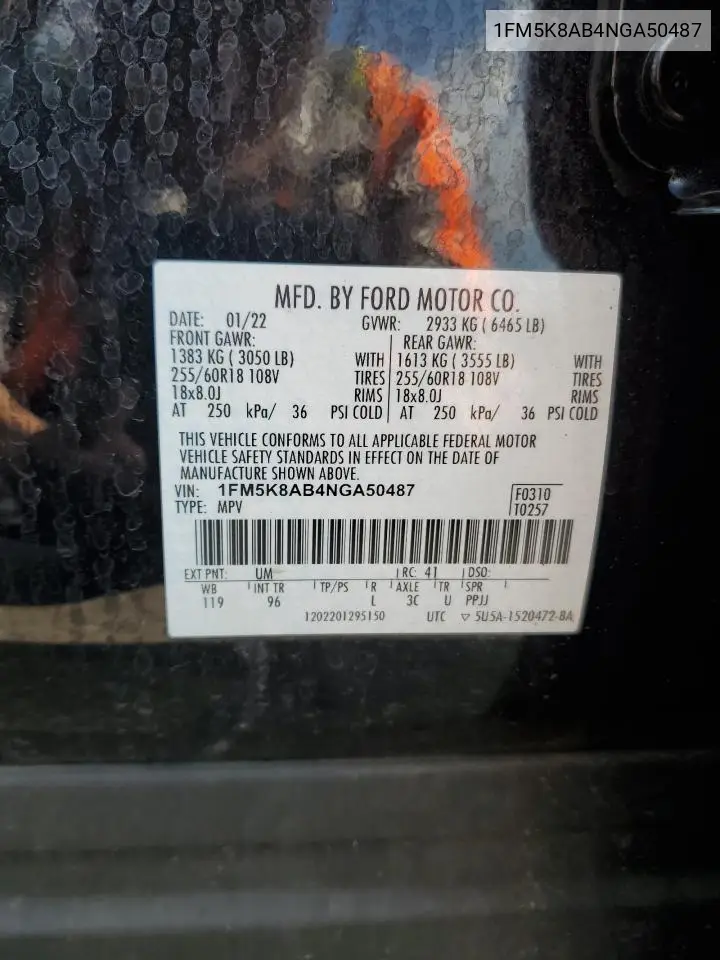 1FM5K8AB4NGA50487
MFD. BY FORD MOTOR CO.
DATE: 01/22 GVWR: 2933 KG ( 6465 LB)
FRONT GAWR: REAR GAWR:
1383 KG ( 3050 LB) WITH 1613 KG ( 3555 LB) WITH
255/60R18 108V TIRES 255/60R18 108V TIRES
18x8.0J RIMS 18x8.0J RIMS
AT 250 kPa/ 36 PSI COLD AT 250 kPa/ 36 PSI COLD
THIS VEHICLE CONFORMS TO ALL APPLICABLE FEDERAL MOTOR
VEHICLE SAFETY STANDARDS IN EFFECT ON THE DATE OF
MANUFACTURE SHOWN ABOVE.
VIN: 1FM5K8AB4NGA50487 F0310
TYPE: MPV T0257
EXT PNT: UM RC: 41 DSO:
WB INT TR TP/PS R AXLE TR SPR
119 96 L 3C U PPJJ
1202201295150 UTC ▽ 5U5A-1520472-BA